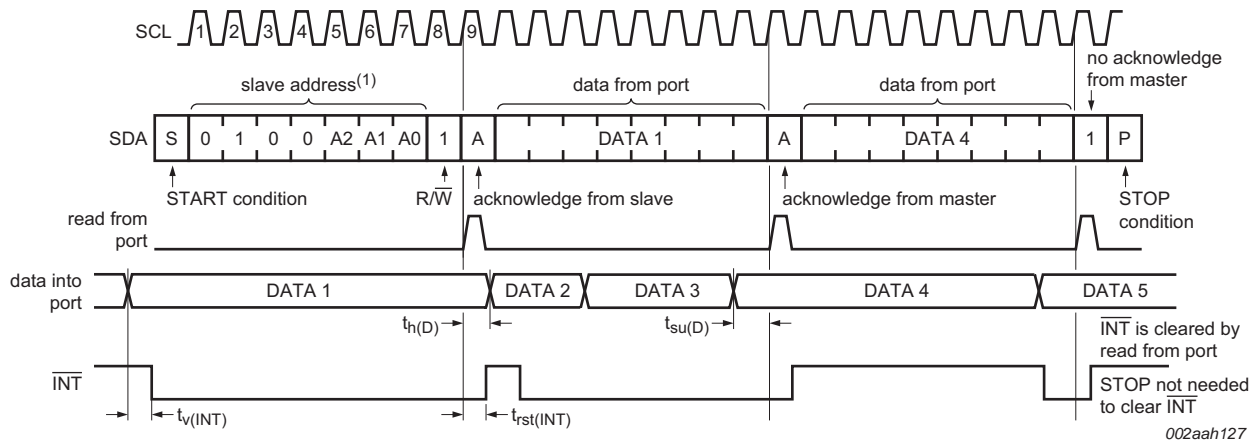 SCL 1 2 3 4 5 6 7 8 9
no acknowledge
from master
slave address(1) data from port data from port
SDA S 0 1 0 0 A2 A1 A0 1 A DATA 1 A DATA 4 1 P
START condition R/W̅ acknowledge from slave acknowledge from master STOP
condition
read from
port
data into
port
DATA 1 DATA 2 DATA 3 DATA 4 DATA 5
th(D) tsu(D)
I̅N̅T̅ is cleared by
read from port
I̅N̅T̅
STOP not needed
to clear I̅N̅T̅
tv(INT) trst(INT)
002aah127